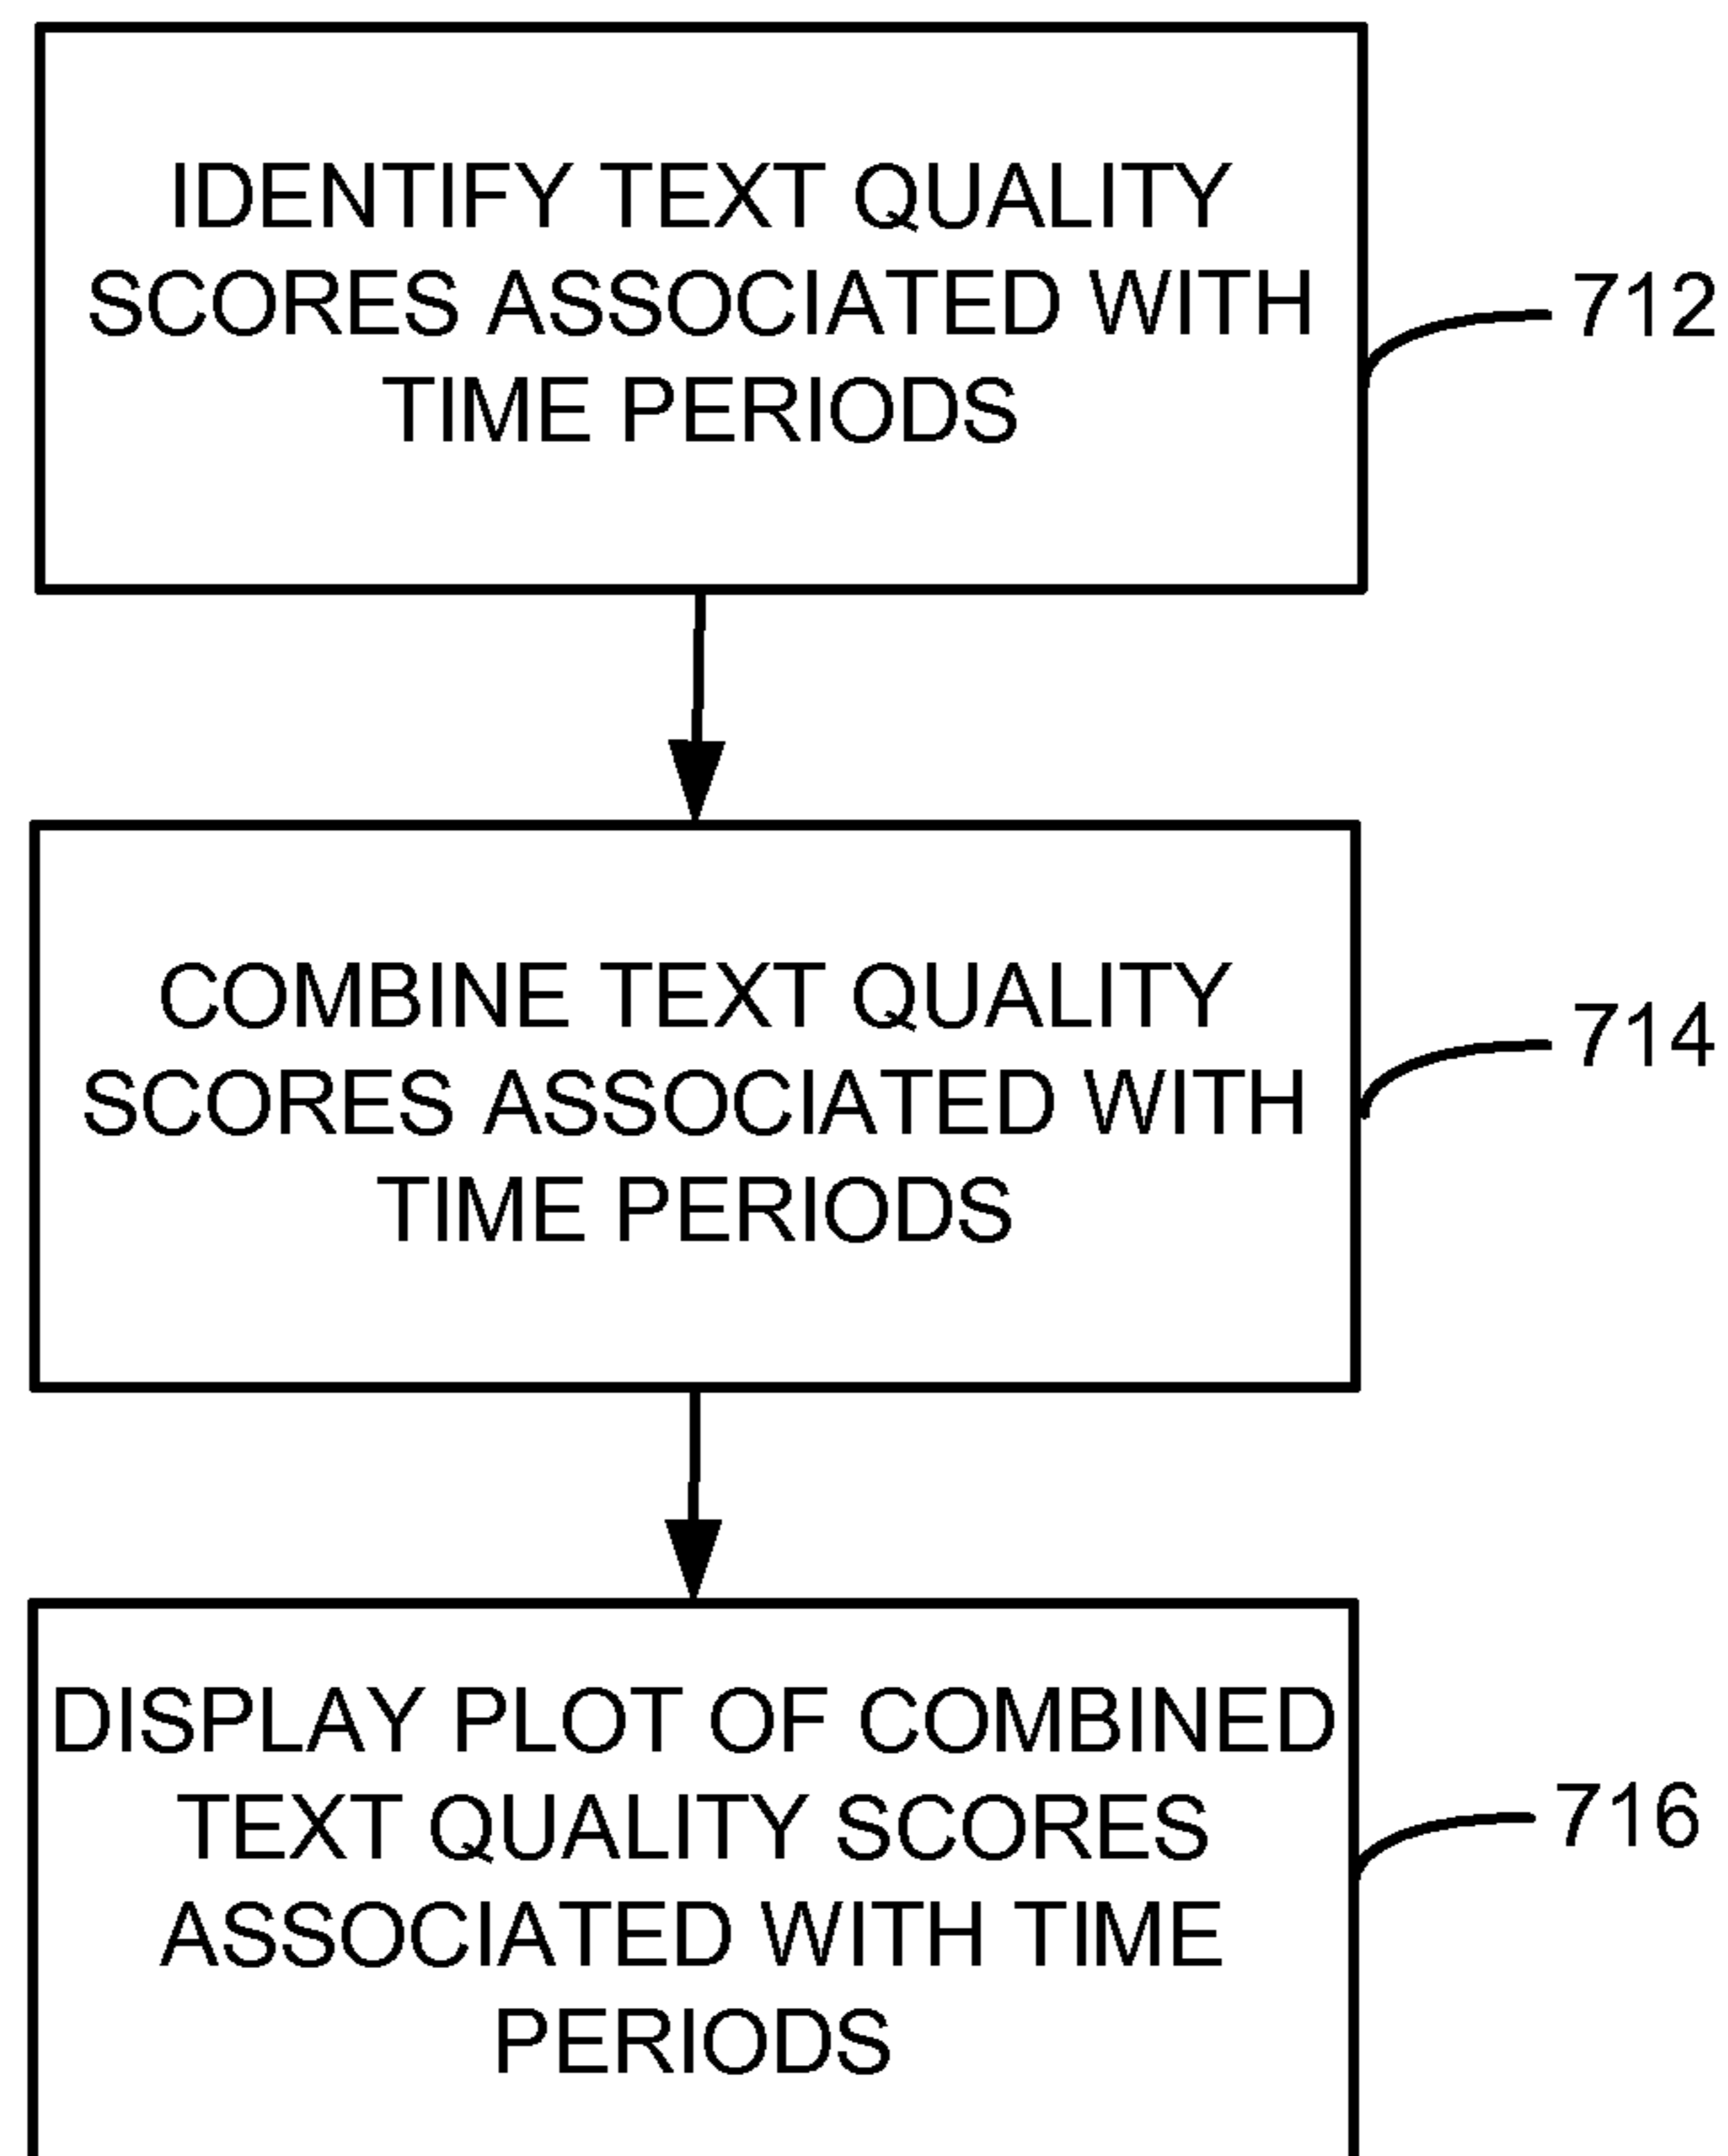 IDENTIFY TEXT QUALITY
SCORES ASSOCIATED WITH
TIME PERIODS
712
COMBINE TEXT QUALITY
SCORES ASSOCIATED WITH
TIME PERIODS
714
DISPLAY PLOT OF COMBINED
TEXT QUALITY SCORES
ASSOCIATED WITH TIME
PERIODS
716